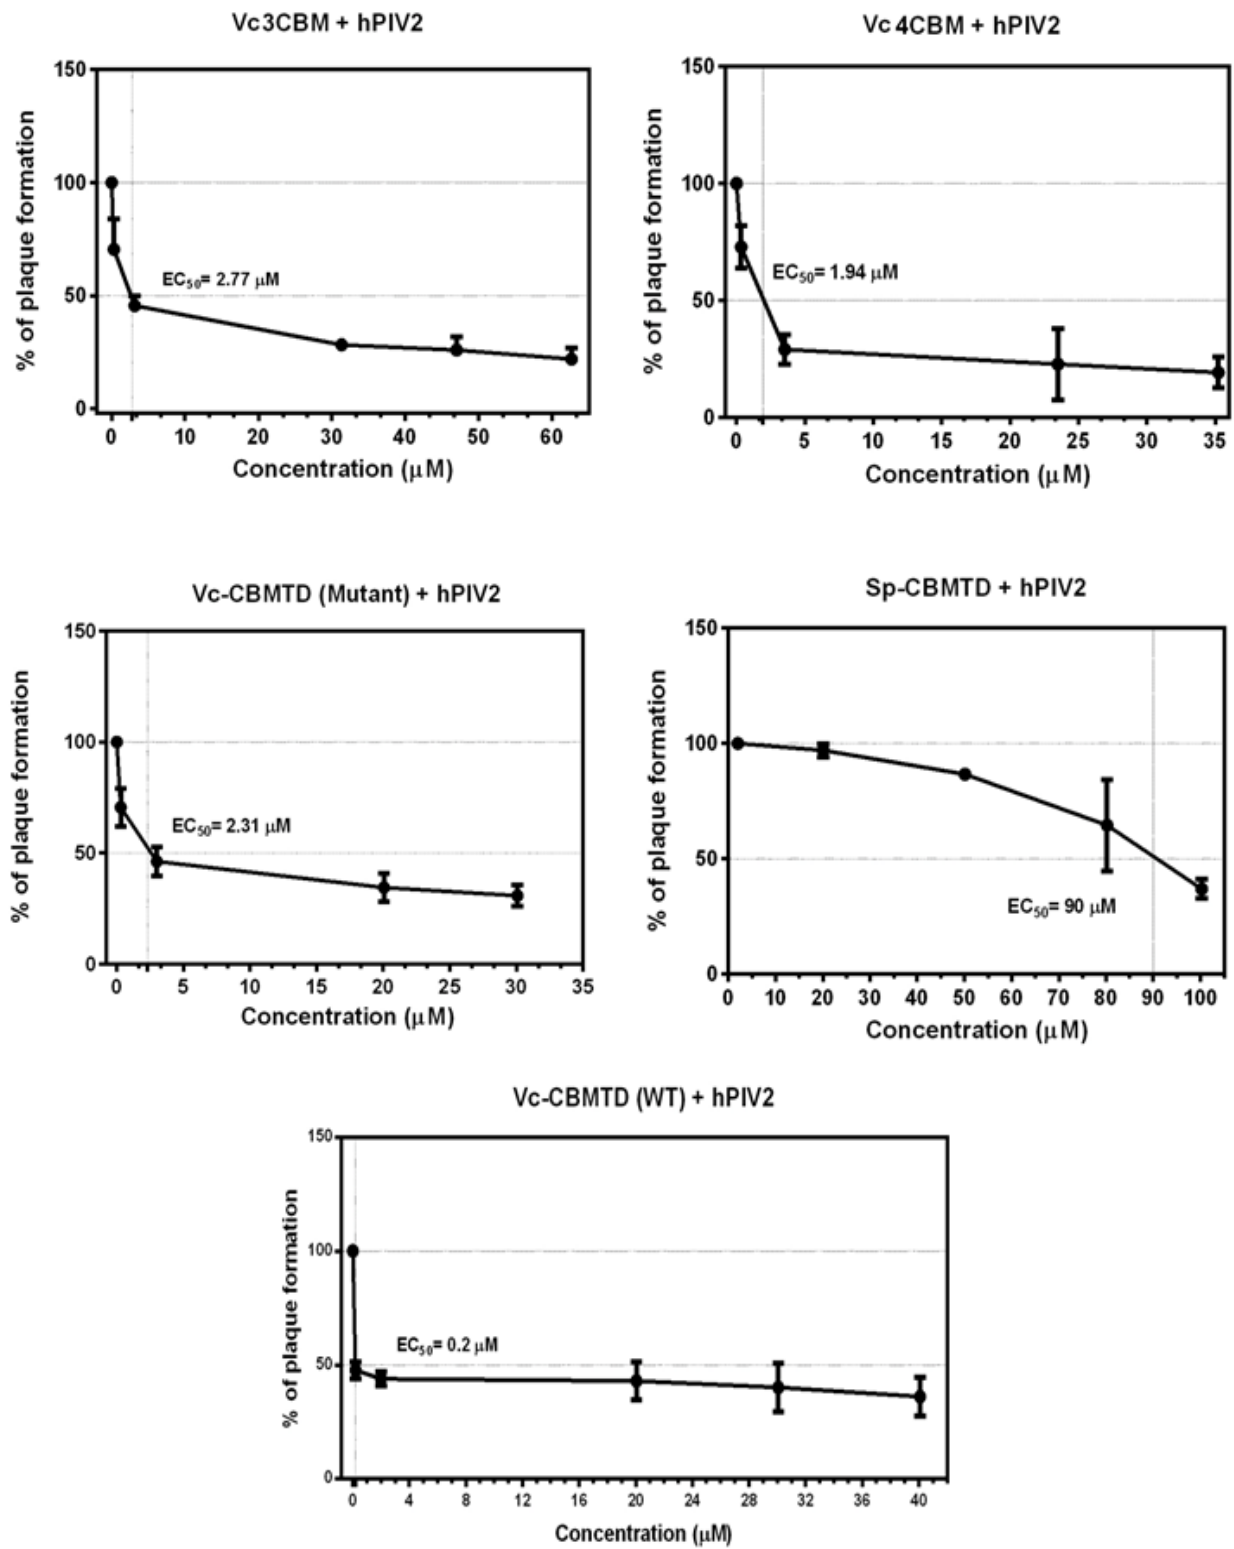 Vc3CBM + hPIV2
% of plaque formation
150
100
50
0
EC50= 2.77 μM
0 10 20 30 40 50 60
Concentration (μM)
Vc4CBM + hPIV2
% of plaque formation
150
100
50
0
EC50= 1.94 μM
0 5 10 15 20 25 30 35
Concentration (μM)
Vc-CBMTD (Mutant) + hPIV2
% of plaque formation
150
100
50
0
EC50= 2.31 μM
0 5 10 15 20 25 30 35
Concentration (μM)
Sp-CBMTD + hPIV2
% of plaque formation
150
100
50
0
EC50= 90 μM
0 10 20 30 40 50 60 70 80 90 100
Concentration (μM)
Vc-CBMTD (WT) + hPIV2
% of plaque formation
150
100
50
0
EC50= 0.2 μM
0 4 8 12 16 20 24 28 32 36 40
Concentration (μM)